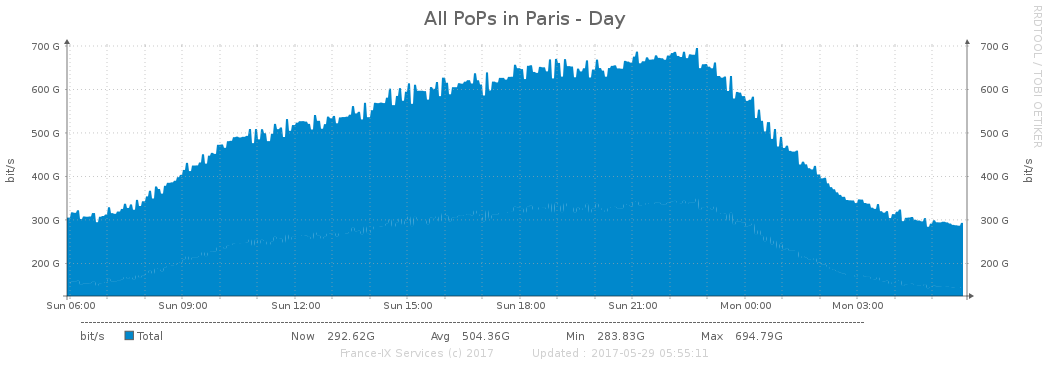 All PoPs in Paris - Day
RRDTOOL / TOBI OETIKER
bit/s
bit/s
700 G 700 G
600 G 600 G
500 G 500 G
400 G 400 G
300 G 300 G
200 G 200 G
Sun 06:00 Sun 09:00 Sun 12:00 Sun 15:00 Sun 18:00 Sun 21:00 Mon 00:00 Mon 03:00
bit/s Total Now 292.62G Avg 504.36G Min 283.83G Max 694.79G
France-IX Services (c) 2017 Updated : 2017-05-29 05:55:11